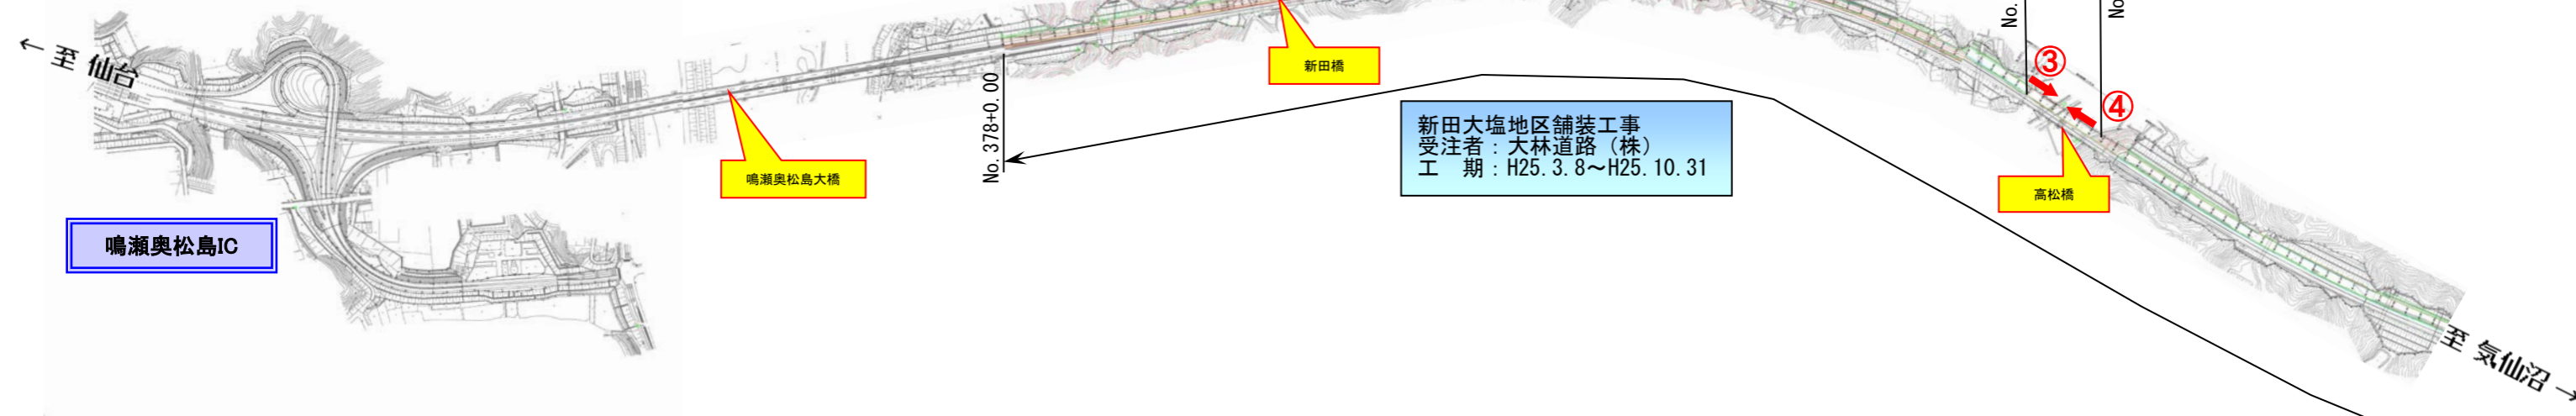 ← 至 仙台
鳴瀬奥松島IC
鳴瀬奥松島大橋
No.378+0.00
新田橋
新田大塩地区舗装工事
受注者：大林道路（株）
工　期：H25.3.8～H25.10.31
No.
No
③
④
高松橋
至 気仙沼 →